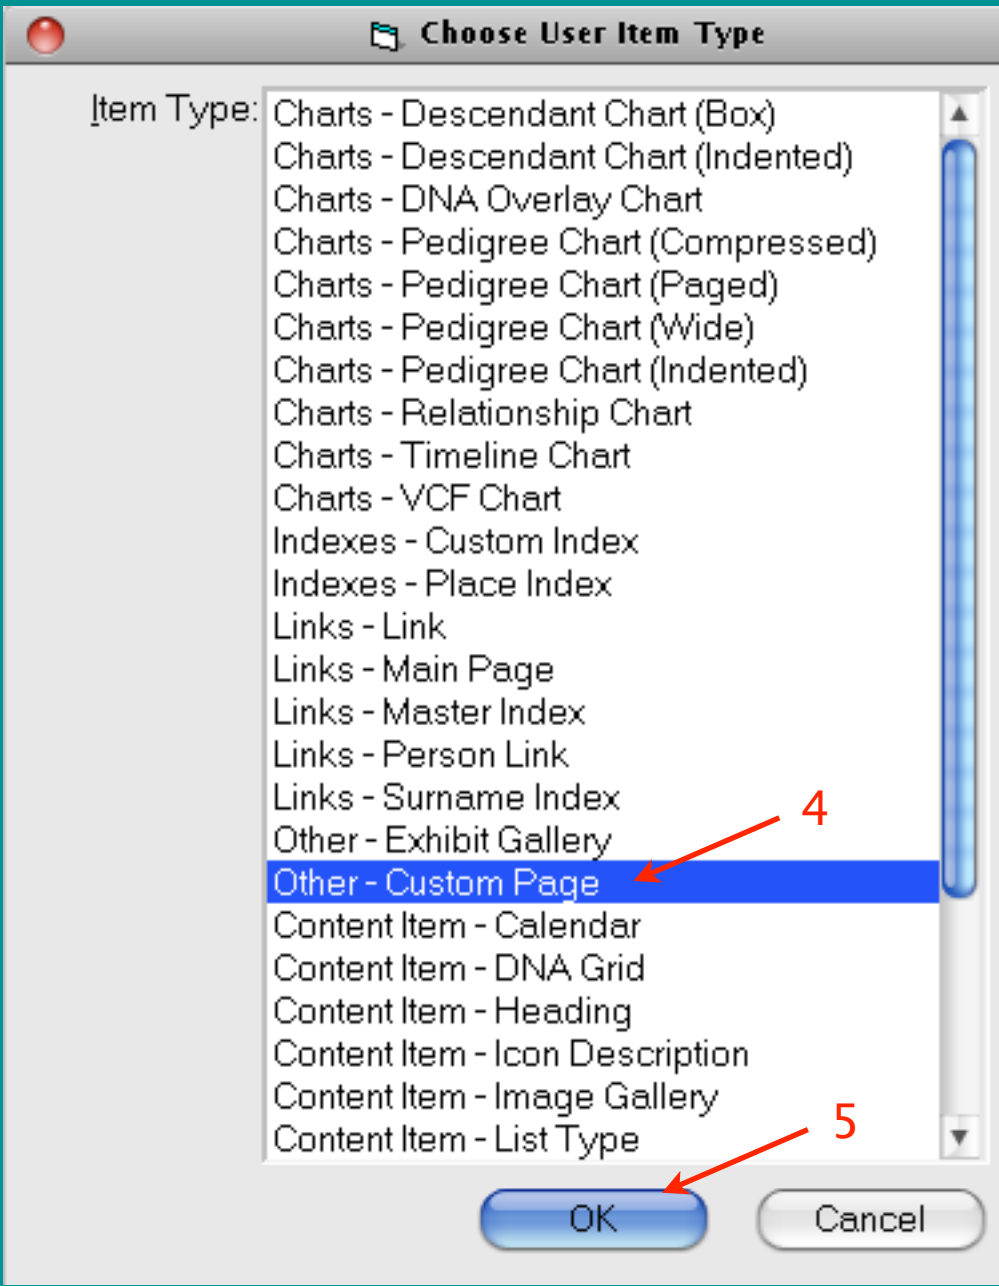 Choose User Item Type
Item Type:
Charts - Descendant Chart (Box)
Charts - Descendant Chart (Indented)
Charts - DNA Overlay Chart
Charts - Pedigree Chart (Compressed)
Charts - Pedigree Chart (Paged)
Charts - Pedigree Chart (Wide)
Charts - Pedigree Chart (Indented)
Charts - Relationship Chart
Charts - Timeline Chart
Charts - VCF Chart
Indexes - Custom Index
Indexes - Place Index
Links - Link
Links - Main Page
Links - Master Index
Links - Person Link
Links - Surname Index
4
Other - Exhibit Gallery
Other - Custom Page
Content Item - Calendar
Content Item - DNA Grid
Content Item - Heading
Content Item - Icon Description
Content Item - Image Gallery
5
Content Item - List Type
OK
Cancel